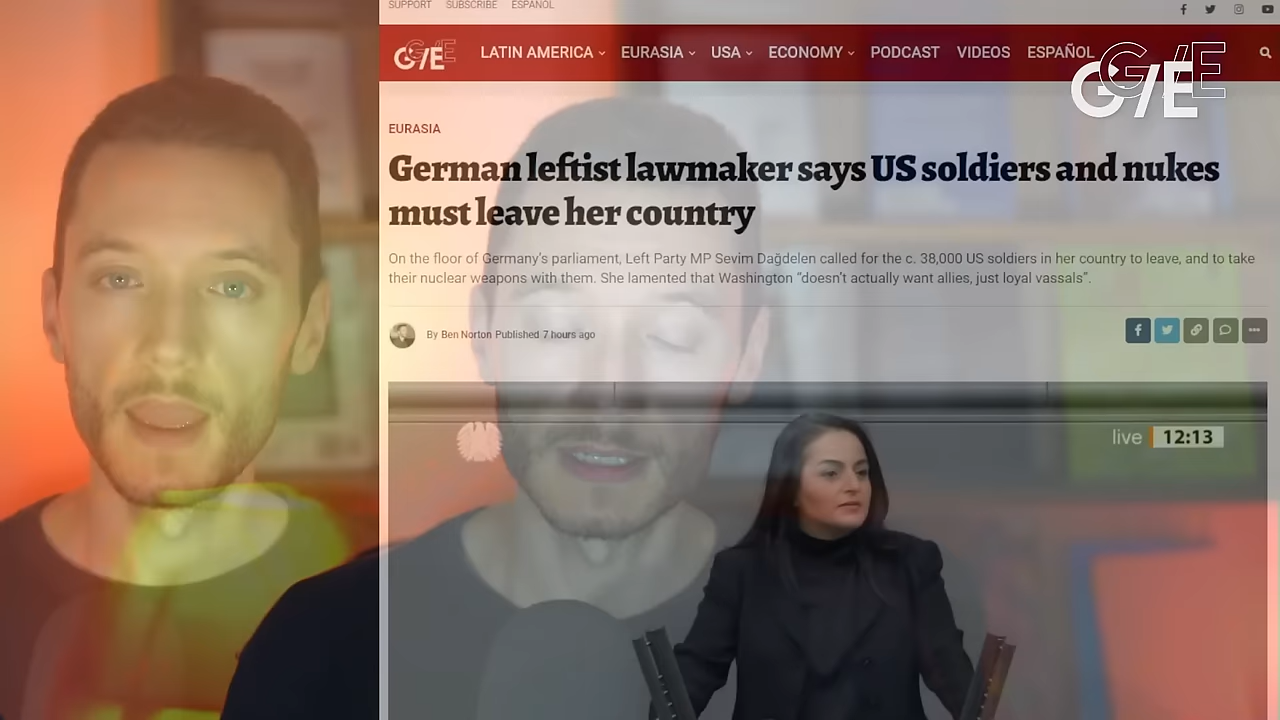 SUPPORT SUBSCRIBE ESPAÑOL
G/E LATIN AMERICA EURASIA USA ECONOMY PODCAST VIDEOS ESPAÑOL
G/E
EURASIA
German leftist lawmaker says US soldiers and nukes
must leave her country
On the floor of Germany's parliament, Left Party MP Sevim Dağdelen called for the c. 38,000 US soldiers in her country to leave, and to take
their nuclear weapons with them. She lamented that Washington "doesn't actually want allies, just loyal vassals".
By Ben Norton Published 7 hours ago
live 12:13